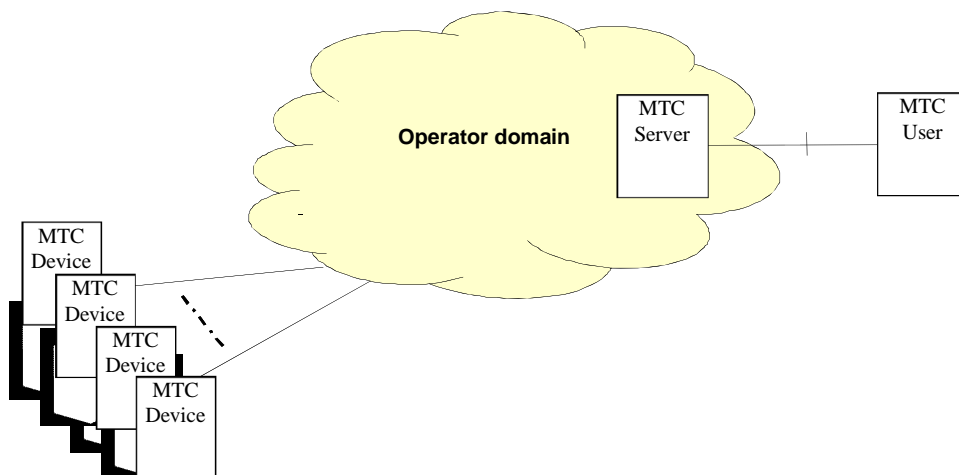 Operator domain
MTC
Server
MTC
User
MTC
Device
MTC
Device
MTC
Device
MTC
Device